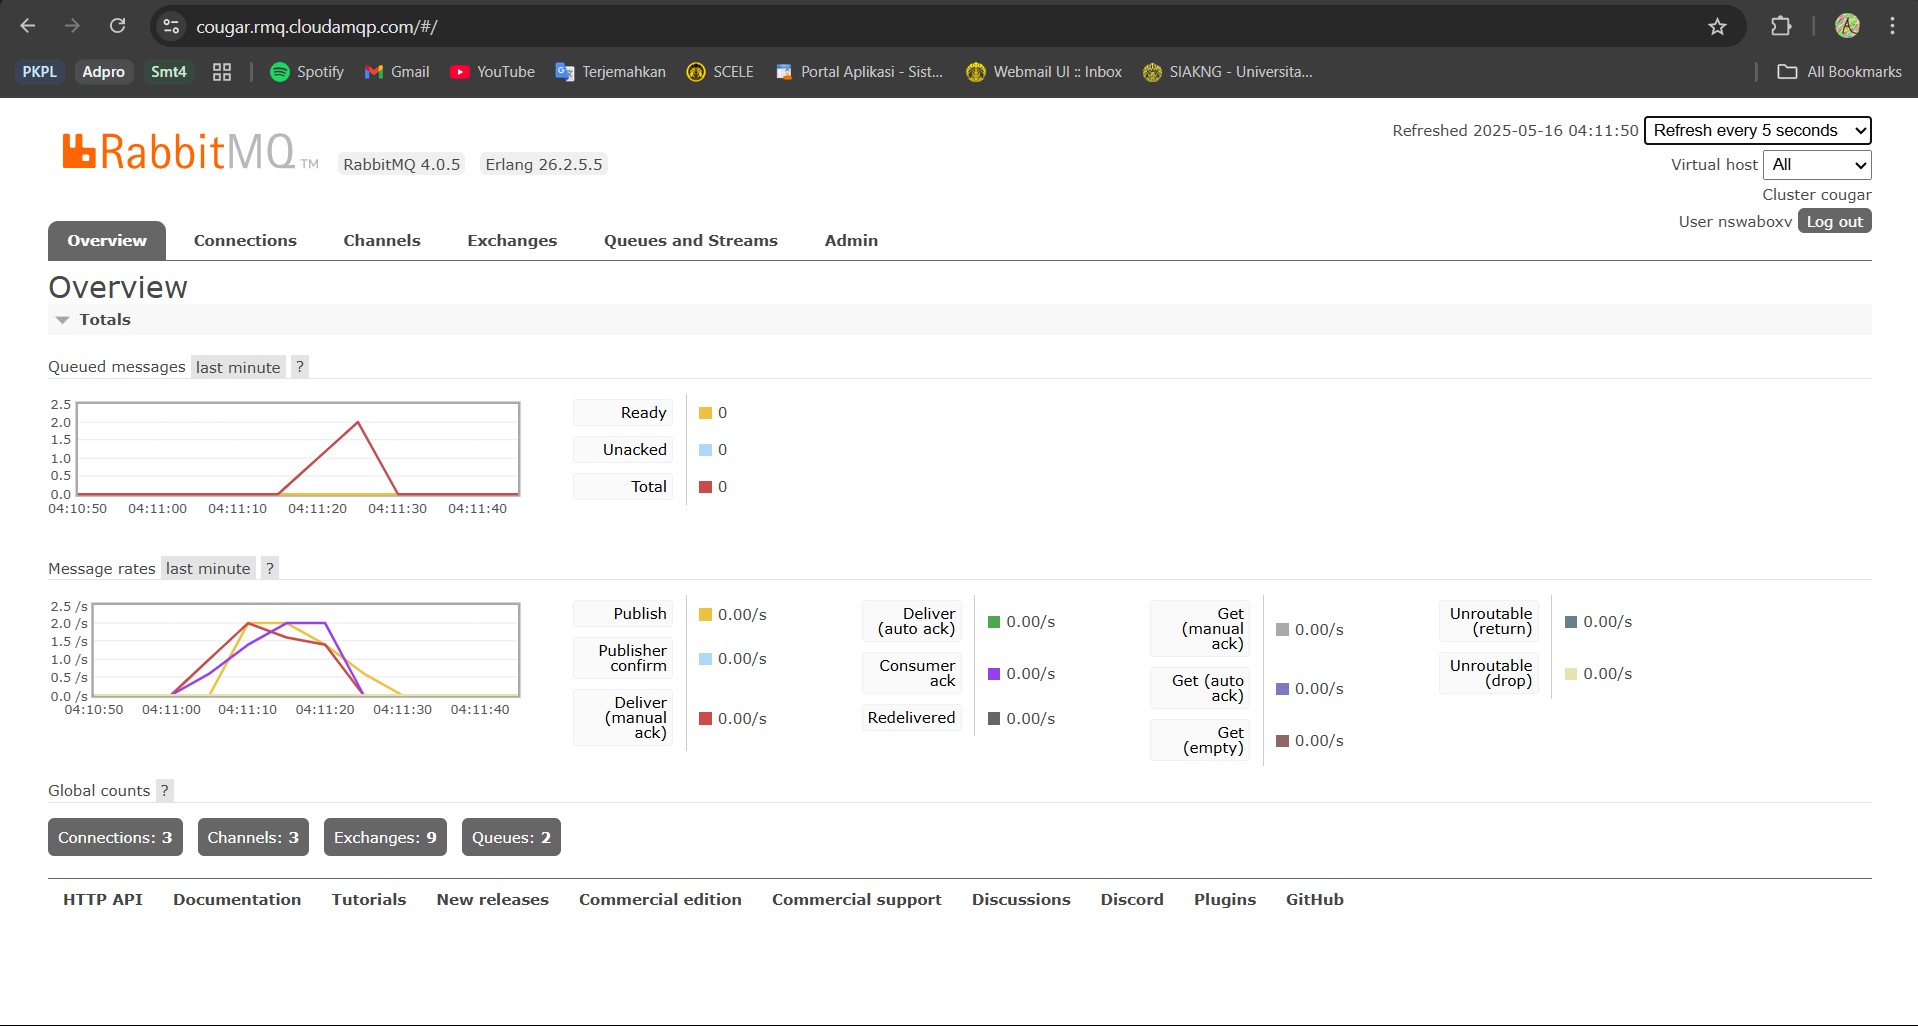 cougar.rmq.cloudamqp.com/#/
PKPL Adpro Smt4 Spotify Gmail YouTube Terjemahkan SCELE Portal Aplikasi - Sist... Webmail UI :: Inbox SIAKNG - Universita... All Bookmarks
Refreshed 2025-05-16 04:11:50 Refresh every 5 seconds
RabbitMQ TM RabbitMQ 4.0.5 Erlang 26.2.5.5
Virtual host All
Cluster cougar
User nswaboxv Log out
Overview Connections Channels Exchanges Queues and Streams Admin
Overview
Totals
Queued messages last minute ?
2.5
2.0
1.5
1.0
0.5
0.0
04:10:50 04:11:00 04:11:10 04:11:20 04:11:30 04:11:40
Ready 0
Unacked 0
Total 0
Message rates last minute ?
2.5 /s
2.0 /s
1.5 /s
1.0 /s
0.5 /s
0.0 /s
04:10:50 04:11:00 04:11:10 04:11:20 04:11:30 04:11:40
Publish 0.00/s
Publisher
confirm 0.00/s
Deliver
(manual 0.00/s
ack)
Deliver
(auto ack) 0.00/s
Consumer
ack 0.00/s
Redelivered 0.00/s
Get
(manual 0.00/s
ack)
Get (auto
ack) 0.00/s
Get
(empty) 0.00/s
Unroutable
(return) 0.00/s
Unroutable
(drop) 0.00/s
Global counts ?
Connections: 3 Channels: 3 Exchanges: 9 Queues: 2
HTTP API Documentation Tutorials New releases Commercial edition Commercial support Discussions Discord Plugins GitHub